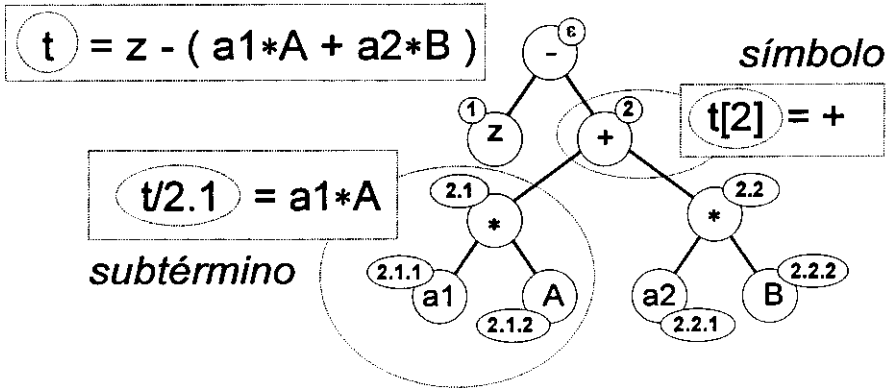 t = z - ( a1*A + a2*B )
ε
-
símbolo
1
z
2
+
t[2] = +
t/2.1 = a1*A
2.1
*
2.2
*
subtérmino
2.1.1
a1
A
2.1.2
a2
2.2.1
B
2.2.2